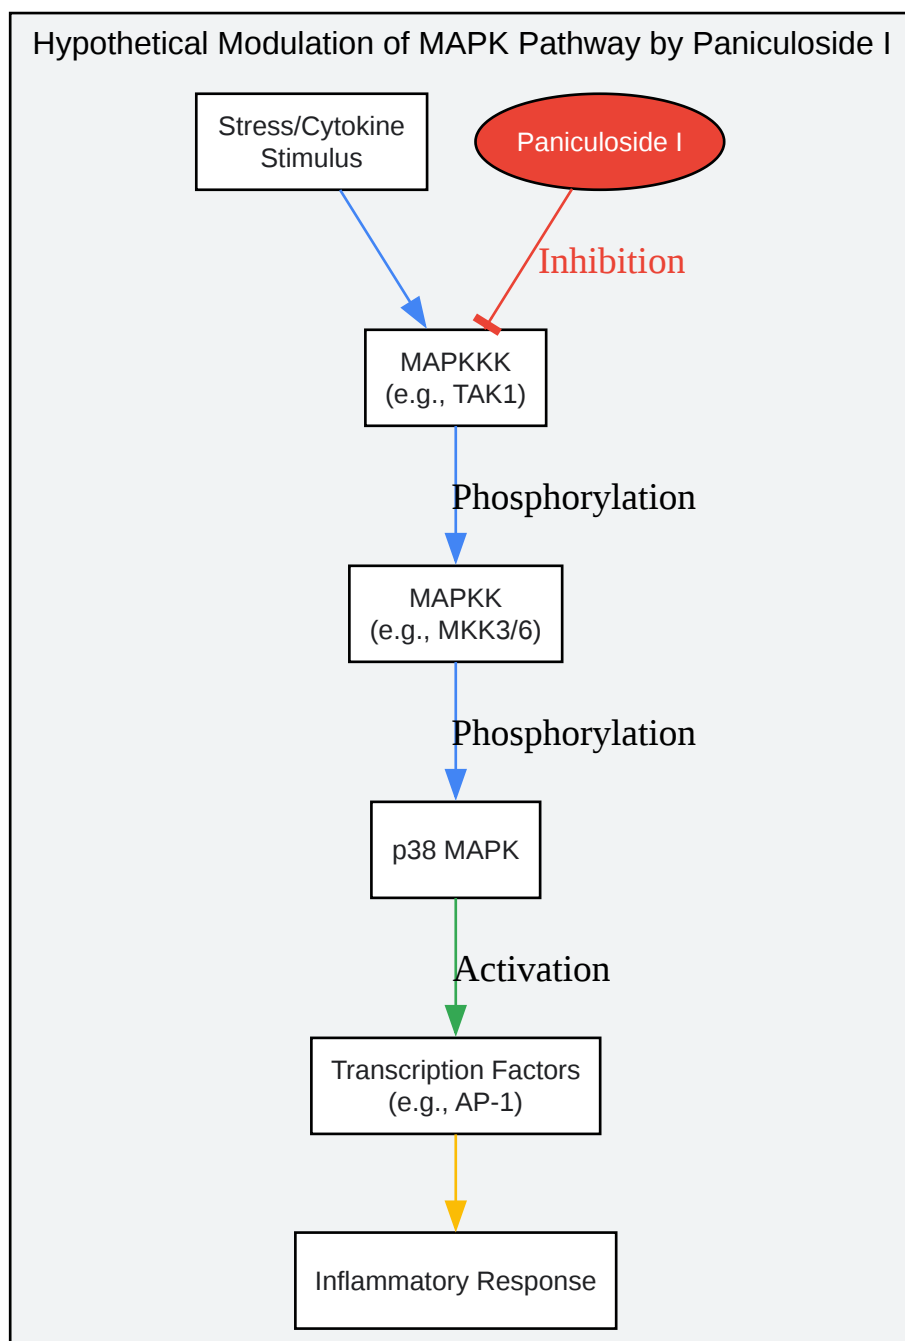 Hypothetical Modulation of MAPK Pathway by Paniculoside I
Stress/Cytokine
Stimulus
Paniculoside I
Inhibition
MAPKKK
(e.g., TAK1)
Phosphorylation
MAPKK
(e.g., MKK3/6)
Phosphorylation
p38 MAPK
Activation
Transcription Factors
(e.g., AP-1)
Inflammatory Response